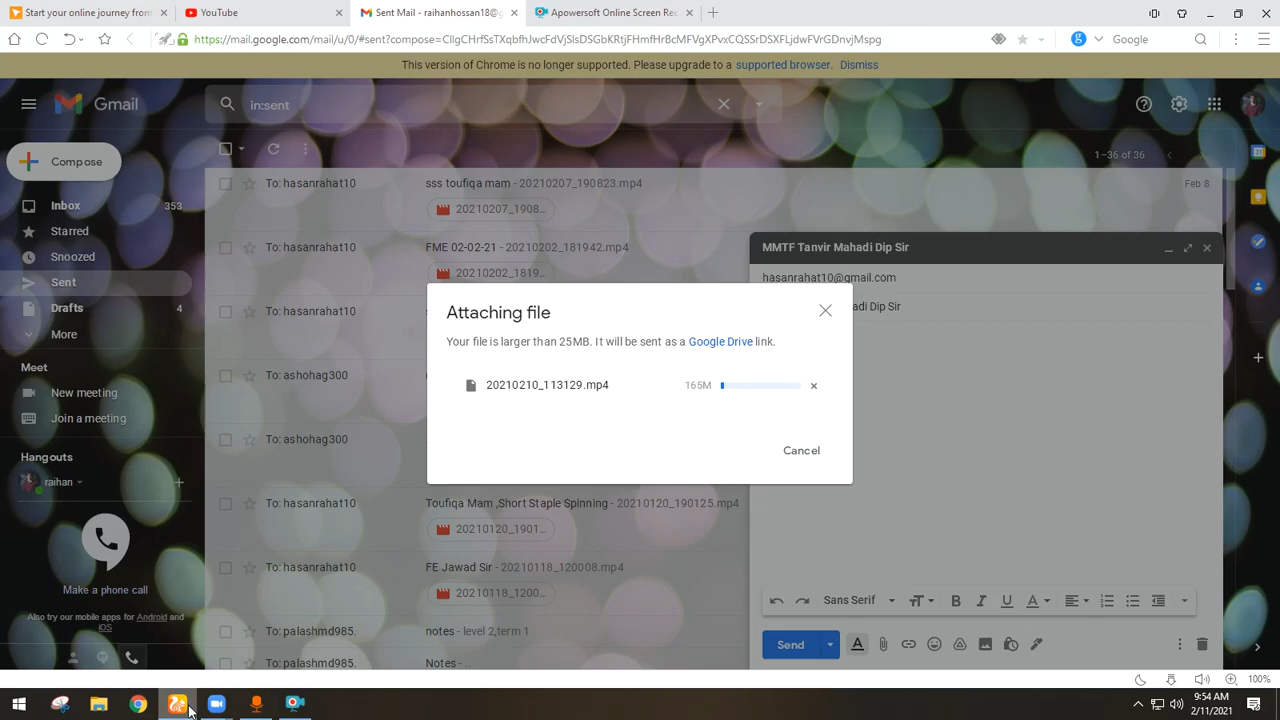 Start your online journey from
YouTube
Sent Mail - raihanhossan18@g
Apowersoft Online Screen Rec
https://mail.google.com/mail/u/0/#sent?compose=
Google
This version of Chrome is no longer supported. Please upgrade to a supported browser. Dismiss
Gmail
in:sent
Compose
1–36 of 36
Inbox 353
Starred
Snoozed
Sent
Drafts 4
More
Meet
New meeting
Join a meeting
Hangouts
raihan
Make a phone call
Also try our mobile apps for Android and
iOS
To: hasanrahat10 sss toufiqa mam - 20210207_190823.mp4 Feb 8
20210207_1908...
To: hasanrahat10 FME 02-02-21 - 20210202_181942.mp4
20210202_1819...
To: hasanrahat10
To: ashohag300
To: ashohag300
To: hasanrahat10 Toufiqa Mam ,Short Staple Spinning - 20210120_190125.mp4
20210120_1901...
To: hasanrahat10 FE Jawad Sir - 20210118_120008.mp4
20210118_1200...
To: palashmd985. notes - level 2,term 1
To: palashmd985. Notes - ..
MMTF Tanvir Mahadi Dip Sir
hasanrahat10@gmail.com
adi Dip Sir
Attaching file
Your file is larger than 25MB. It will be sent as a Google Drive link.
20210210_113129.mp4 165M
Cancel
Sans Serif
Send
100%
9:54 AM
2/11/2021